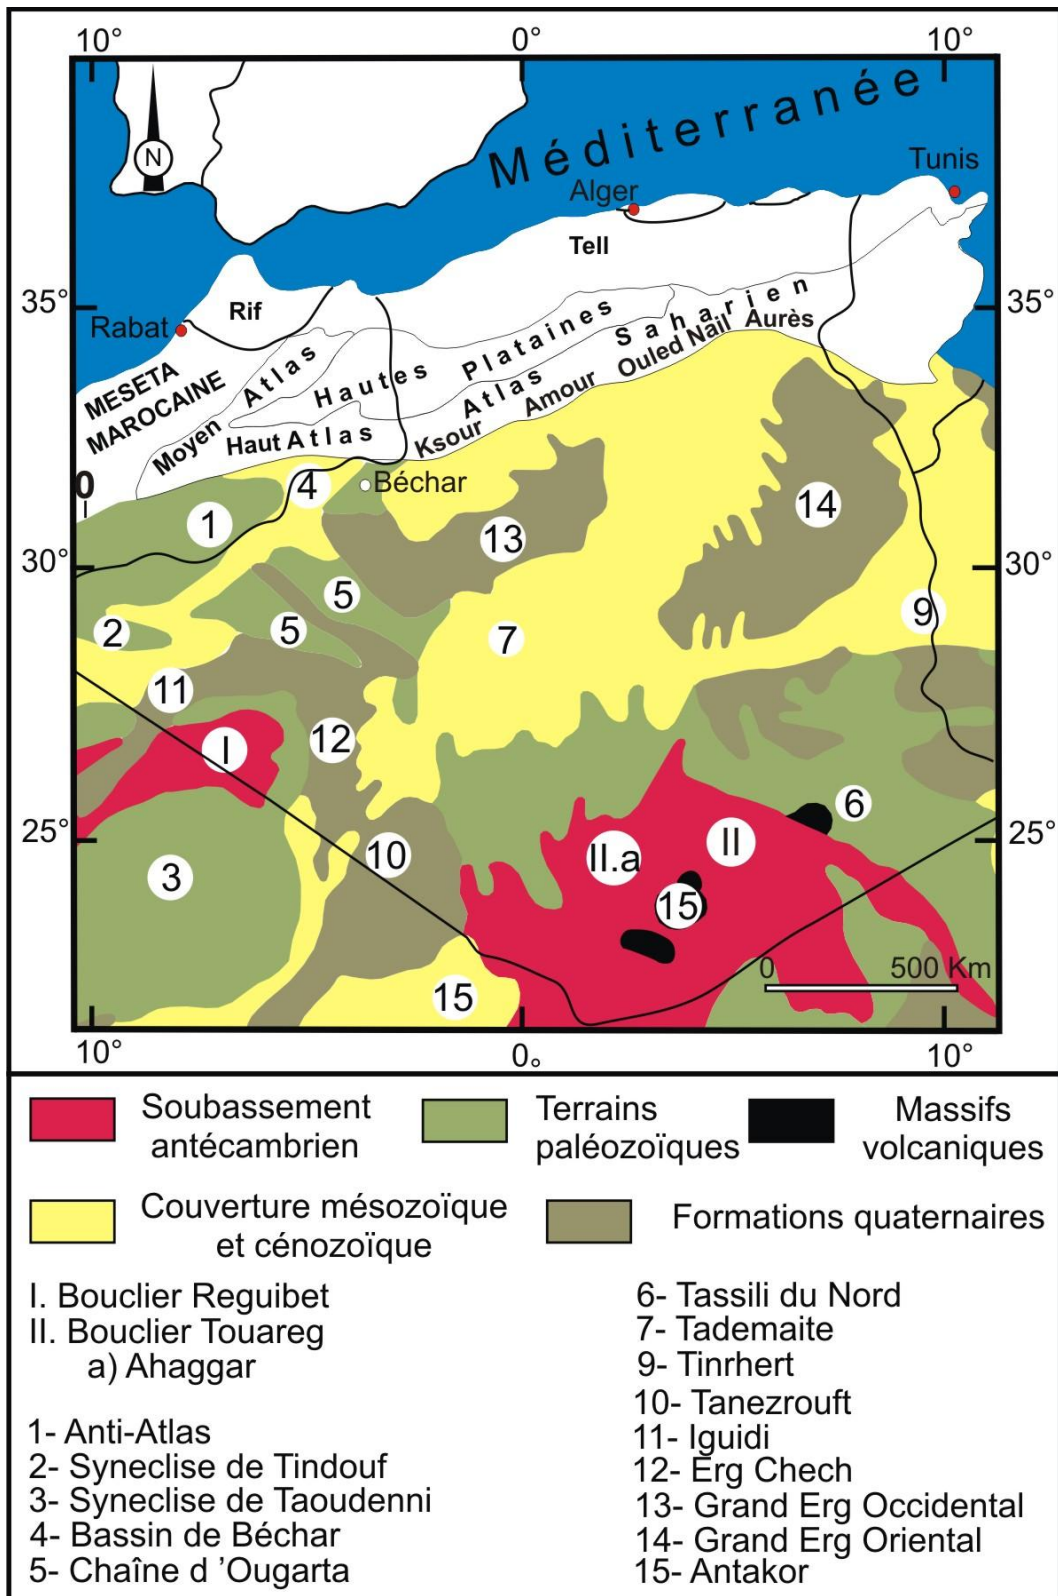 10°
0°
10°
N
Méditerranée
Tunis
Alger
Tell
35°
35°
Rif
Rabat
MESETA
MAROCAINE
Moyen Atlas
Hautes Plataines
Atlas Saharien
Haut Atlas
Ksour
Amour
Ouled Nail
Aurès
0
4
Béchar
1
13
14
30°
30°
5
2
5
7
9
11
I
12
6
25°
25°
3
10
II.a
II
15
15
0
500 Km
10°
0°
10°
Soubassement
antécambrien
Terrains
paléozoïques
Massifs
volcaniques
Couverture mésozoïque
et cénozoïque
Formations quaternaires
I. Bouclier Reguibet
II. Bouclier Touareg
a) Ahaggar
1- Anti-Atlas
2- Syneclise de Tindouf
3- Syneclise de Taoudenni
4- Bassin de Béchar
5- Chaîne d ’Ougarta
6- Tassili du Nord
7- Tademaite
9- Tinrhert
10- Tanezrouft
11- Iguidi
12- Erg Chech
13- Grand Erg Occidental
14- Grand Erg Oriental
15- Antakor